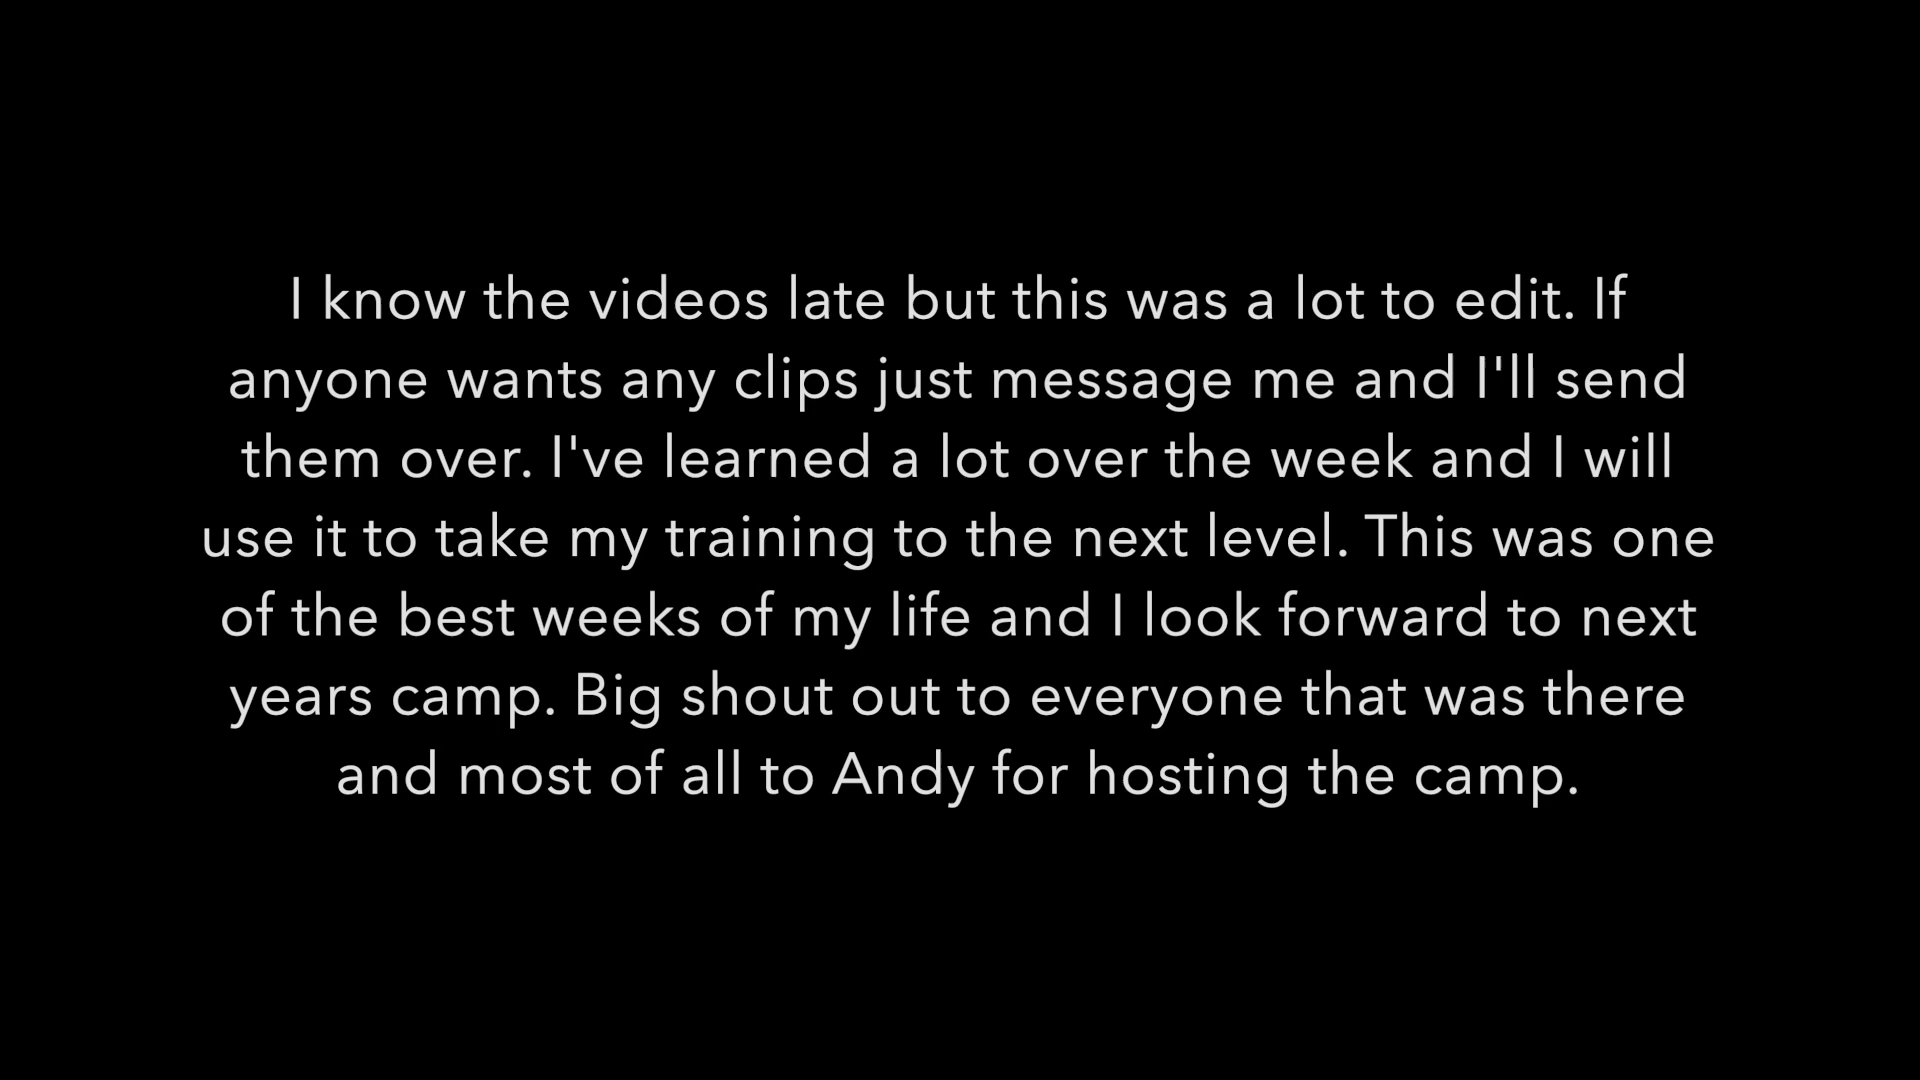 I know the videos late but this was a lot to edit. If
anyone wants any clips just message me and I'll send
them over. I've learned a lot over the week and I will
use it to take my training to the next level. This was one
of the best weeks of my life and I look forward to next
years camp. Big shout out to everyone that was there
and most of all to Andy for hosting the camp.